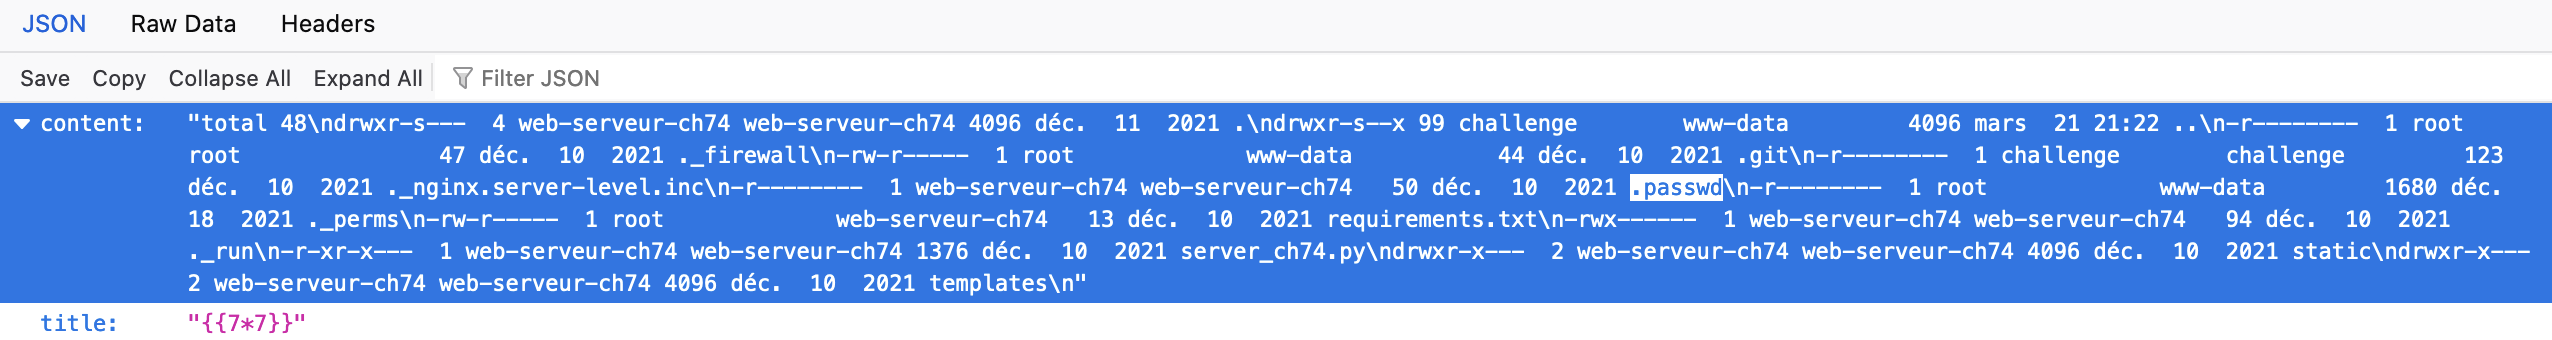 JSON Raw Data Headers
Save Copy Collapse All Expand All Filter JSON
content: "total 48\ndrwxr-s---  4 web-serveur-ch74 web-serveur-ch74 4096 déc.  11  2021 .\ndrwxr-s--x 99 challenge        www-data         4096 mars  21 21:22 ..\n-r--------  1 root
root               47 déc.  10  2021 ._firewall\n-rw-r-----  1 root             www-data           44 déc.  10  2021 .git\n-r--------  1 challenge        challenge         123
déc.  10  2021 ._nginx.server-level.inc\n-r--------  1 web-serveur-ch74 web-serveur-ch74   50 déc.  10  2021 .passwd\n-r--------  1 root             www-data         1680 déc.
18  2021 ._perms\n-rw-r-----  1 root             web-serveur-ch74   13 déc.  10  2021 requirements.txt\n-rwx------  1 web-serveur-ch74 web-serveur-ch74   94 déc.  10  2021
._run\n-r-xr-x---  1 web-serveur-ch74 web-serveur-ch74 1376 déc.  10  2021 server_ch74.py\ndrwxr-x---  2 web-serveur-ch74 web-serveur-ch74 4096 déc.  10  2021 static\ndrwxr-x---
2 web-serveur-ch74 web-serveur-ch74 4096 déc.  10  2021 templates\n"
title: "{{7*7}}"